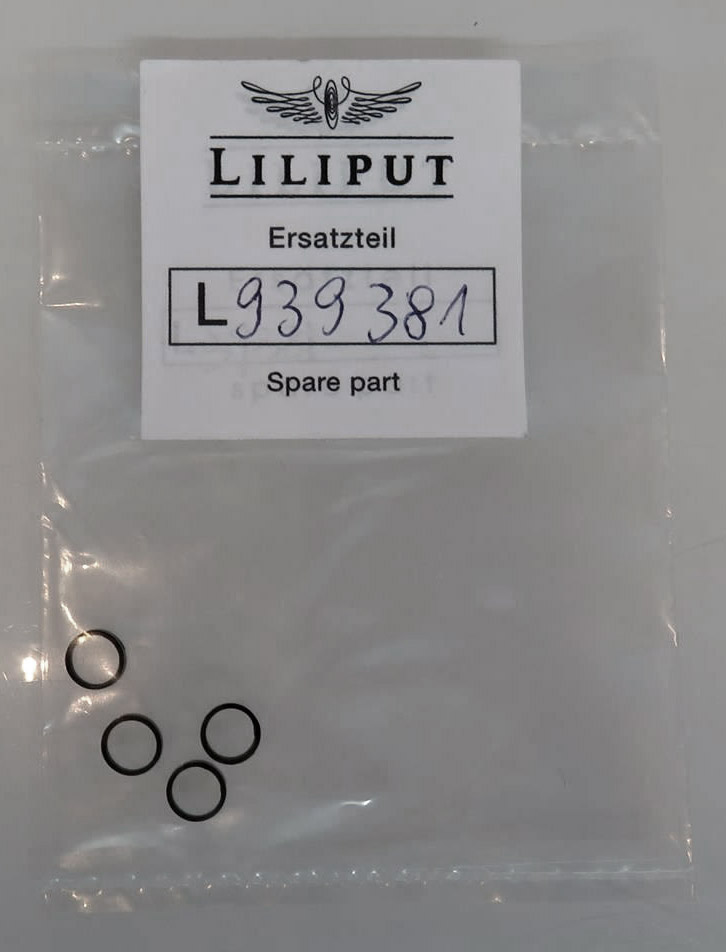 LILIPUT
Ersatzteil
L939381
Spare part